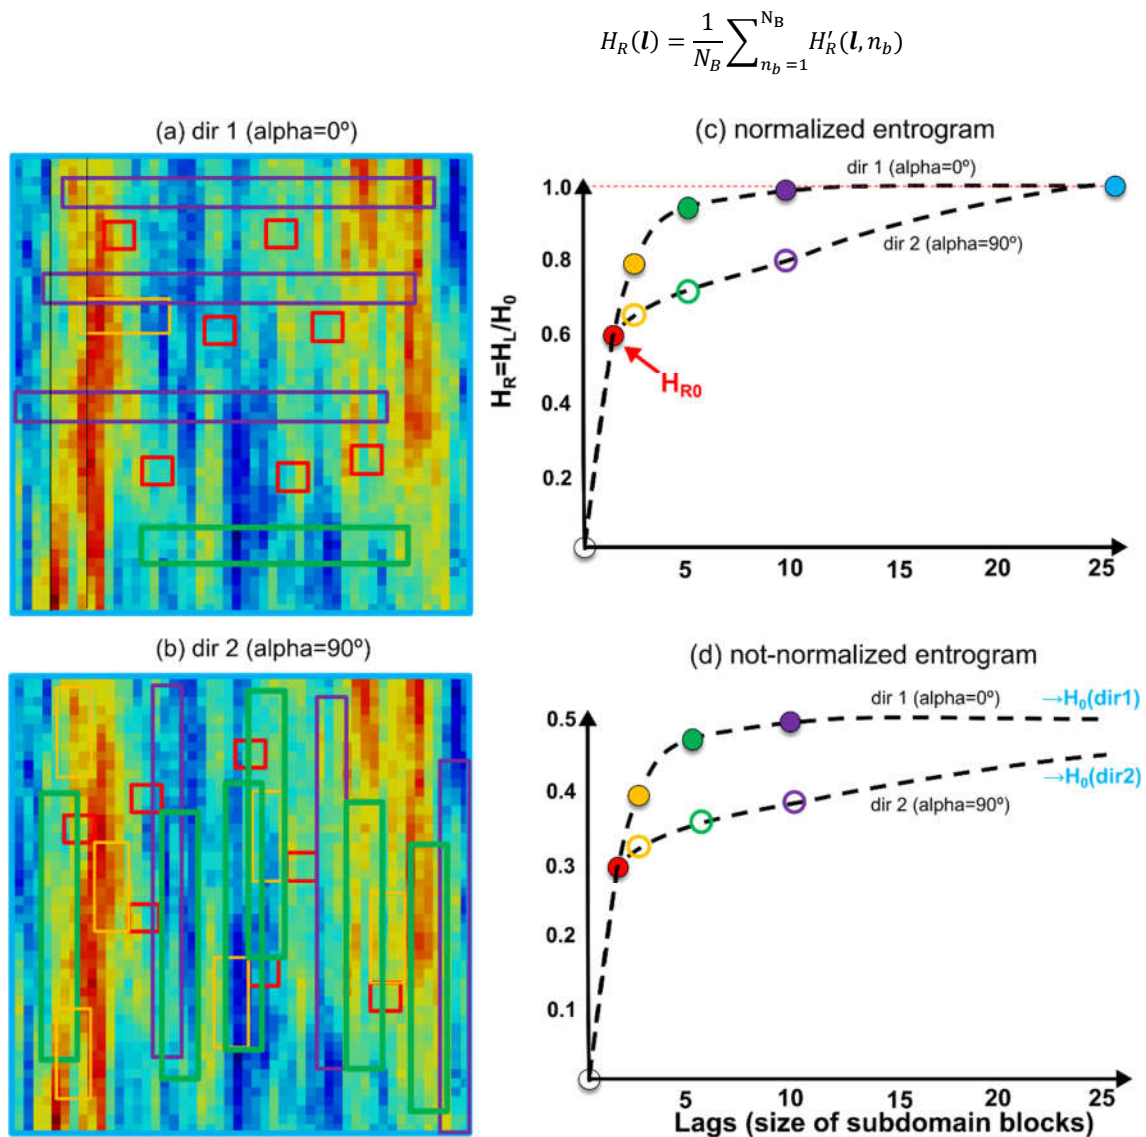 H_R(l) = 1/N_B ∑_{n_b=1}^{N_B} H'_R(l, n_b)
(a) dir 1 (alpha=0º)
(c) normalized entrogram
dir 1 (alpha=0º)
1.0
dir 2 (alpha=90º)
0.8
0.6
H_R0
0.4
0.2
H_R=H_L/H_0
5 10 15 20 25
(b) dir 2 (alpha=90º)
(d) not-normalized entrogram
dir 1 (alpha=0º)
→H_0(dir1)
0.5
→H_0(dir2)
0.4
dir 2 (alpha=90º)
0.3
0.2
0.1
5 10 15 20 25
Lags (size of subdomain blocks)